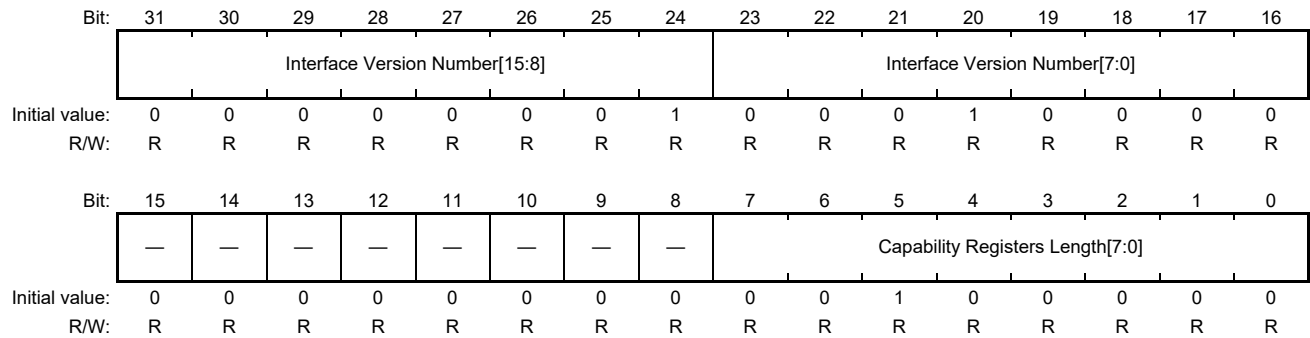 Bit: 31 30 29 28 27 26 25 24 23 22 21 20 19 18 17 16
Interface Version Number[15:8] Interface Version Number[7:0]
Initial value: 0 0 0 0 0 0 0 1 0 0 0 1 0 0 0 0
R/W: R R R R R R R R R R R R R R R R
Bit: 15 14 13 12 11 10 9 8 7 6 5 4 3 2 1 0
— — — — — — — — Capability Registers Length[7:0]
Initial value: 0 0 0 0 0 0 0 0 0 0 1 0 0 0 0 0
R/W: R R R R R R R R R R R R R R R R